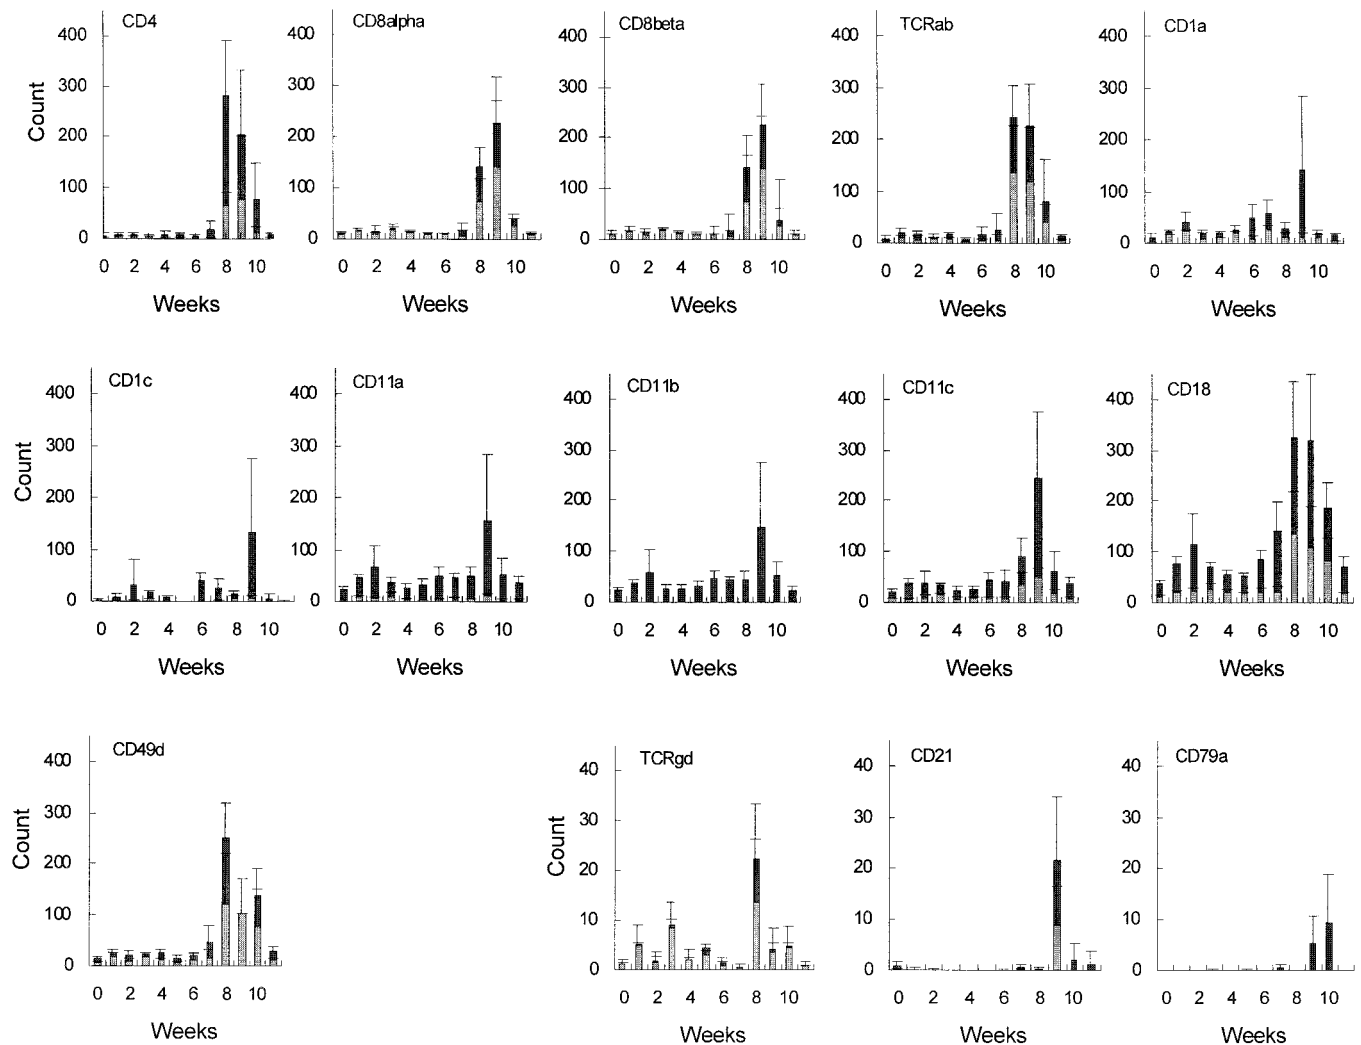 CD4
400
300
200
100
0
Count
0 2 4 6 8 10
Weeks
CD8alpha
400
300
200
100
0
0 2 4 6 8 10
Weeks
CD8beta
400
300
200
100
0
0 2 4 6 8 10
Weeks
TCRab
400
300
200
100
0
0 2 4 6 8 10
Weeks
CD1a
400
300
200
100
0
0 2 4 6 8 10
Weeks
CD1c
400
300
200
100
0
Count
0 2 4 6 8 10
Weeks
CD11a
400
300
200
100
0
0 2 4 6 8 10
Weeks
CD11b
400
300
200
100
0
0 2 4 6 8 10
Weeks
CD11c
400
300
200
100
0
0 2 4 6 8 10
Weeks
CD18
400
300
200
100
0
0 2 4 6 8 10
Weeks
CD49d
400
300
200
100
0
Count
0 2 4 6 8 10
Weeks
TCRgd
40
30
20
10
0
Count
0 2 4 6 8 10
Weeks
CD21
40
30
20
10
0
0 2 4 6 8 10
Weeks
CD79a
40
30
20
10
0
0 2 4 6 8 10
Weeks